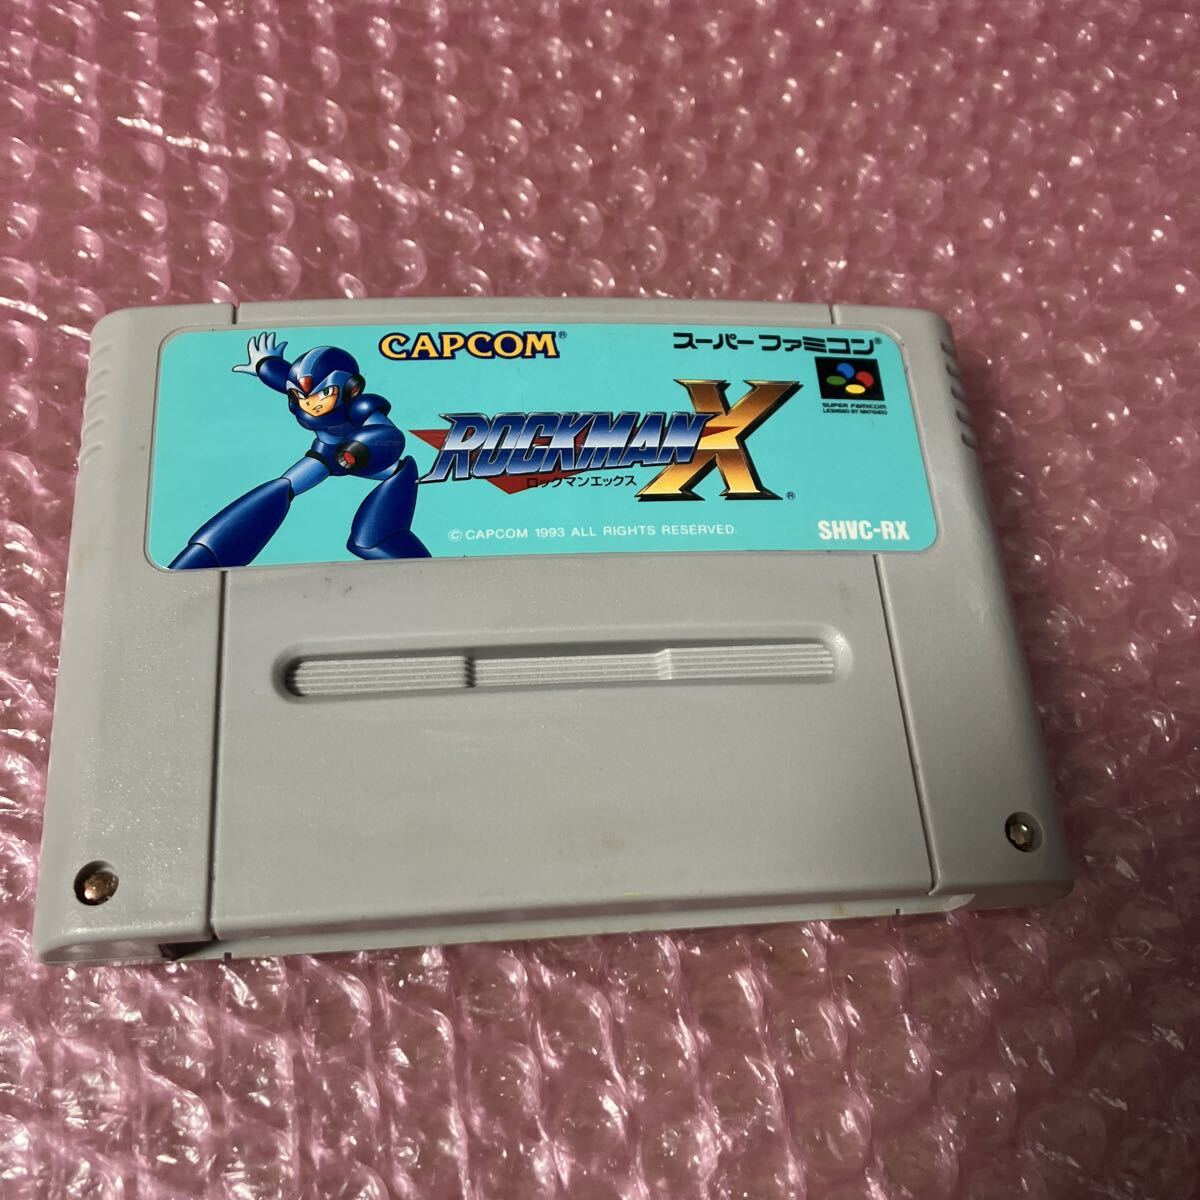 CAPCOM®
スーパーファミコン®
SUPER FAMICOM
LICENSED BY NINTENDO
ROCKMAN X®
ロックマンエックス
© CAPCOM 1993 ALL RIGHTS RESERVED.
SHVC-RX